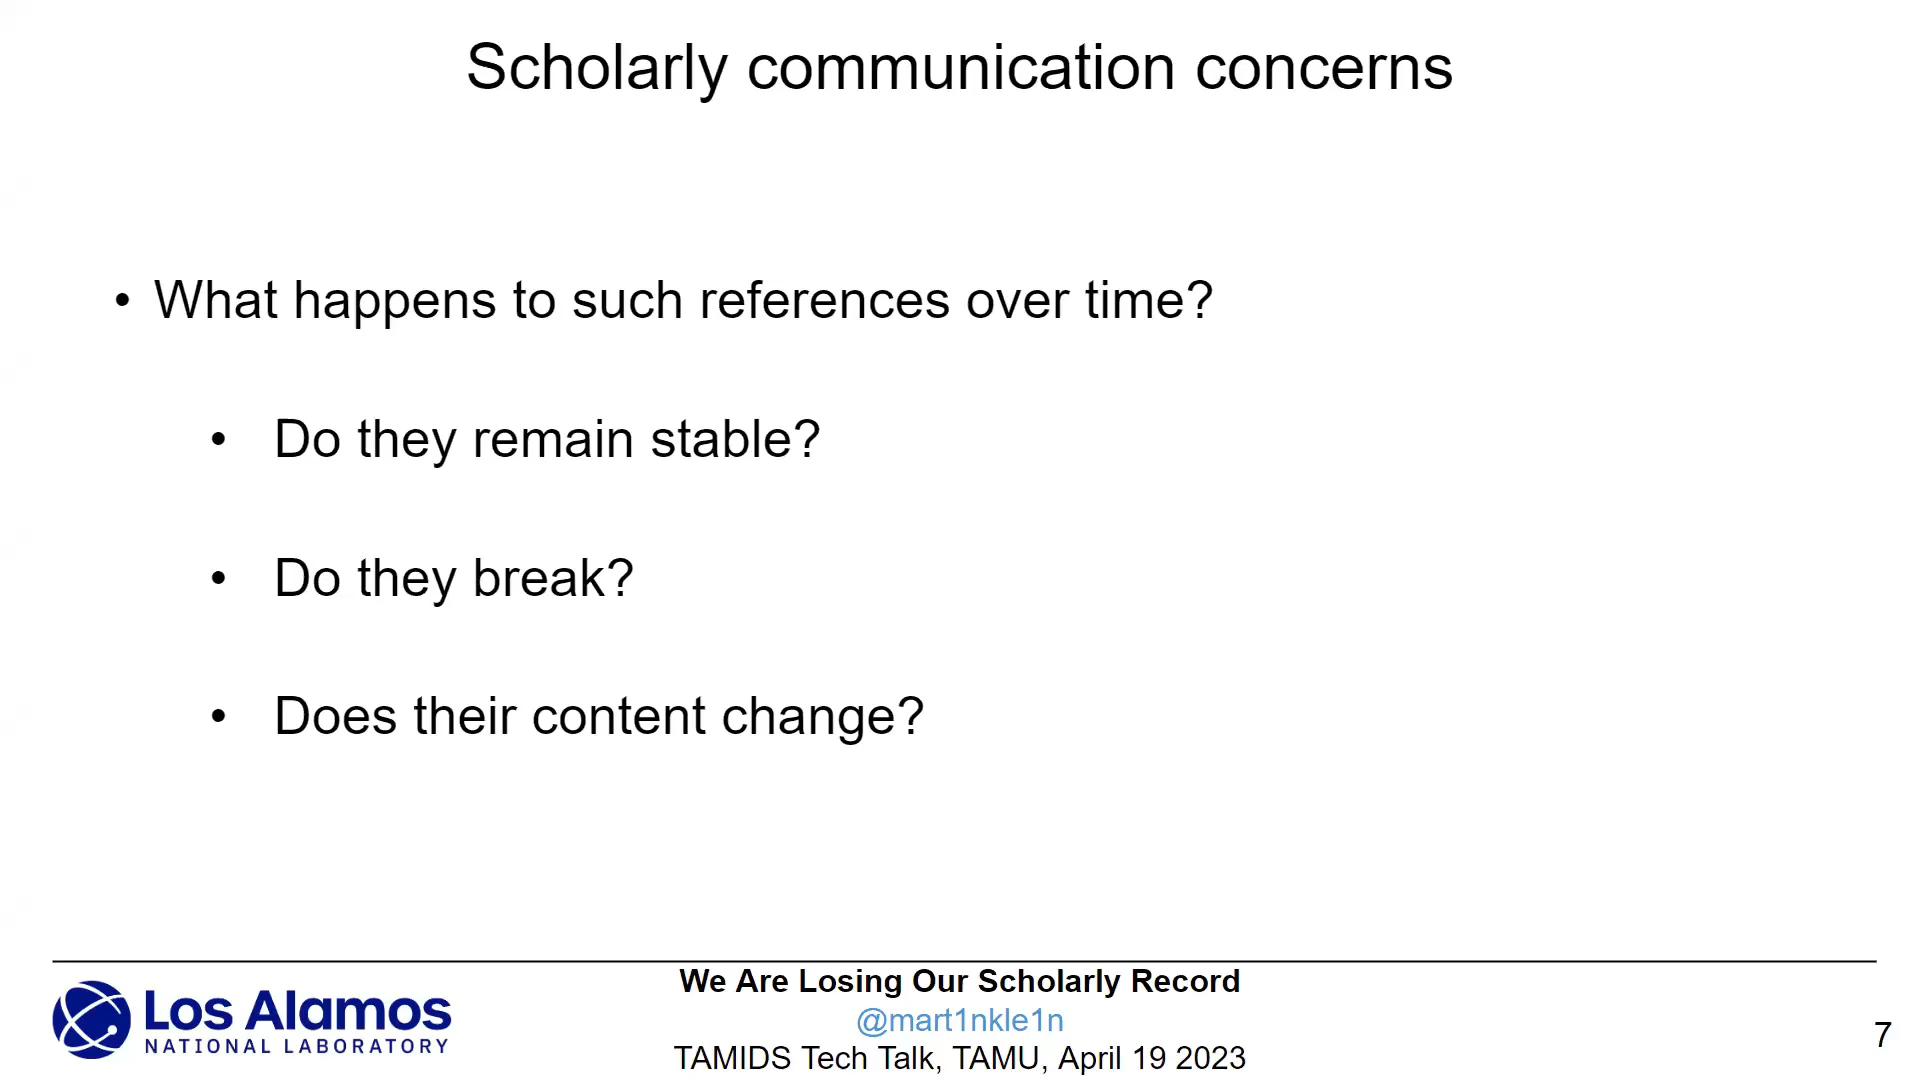 Scholarly communication concerns
• What happens to such references over time?
• Do they remain stable?
• Do they break?
• Does their content change?
We Are Losing Our Scholarly Record
@mart1nkle1n
TAMIDS Tech Talk, TAMU, April 19 2023
Los Alamos
NATIONAL LABORATORY
7